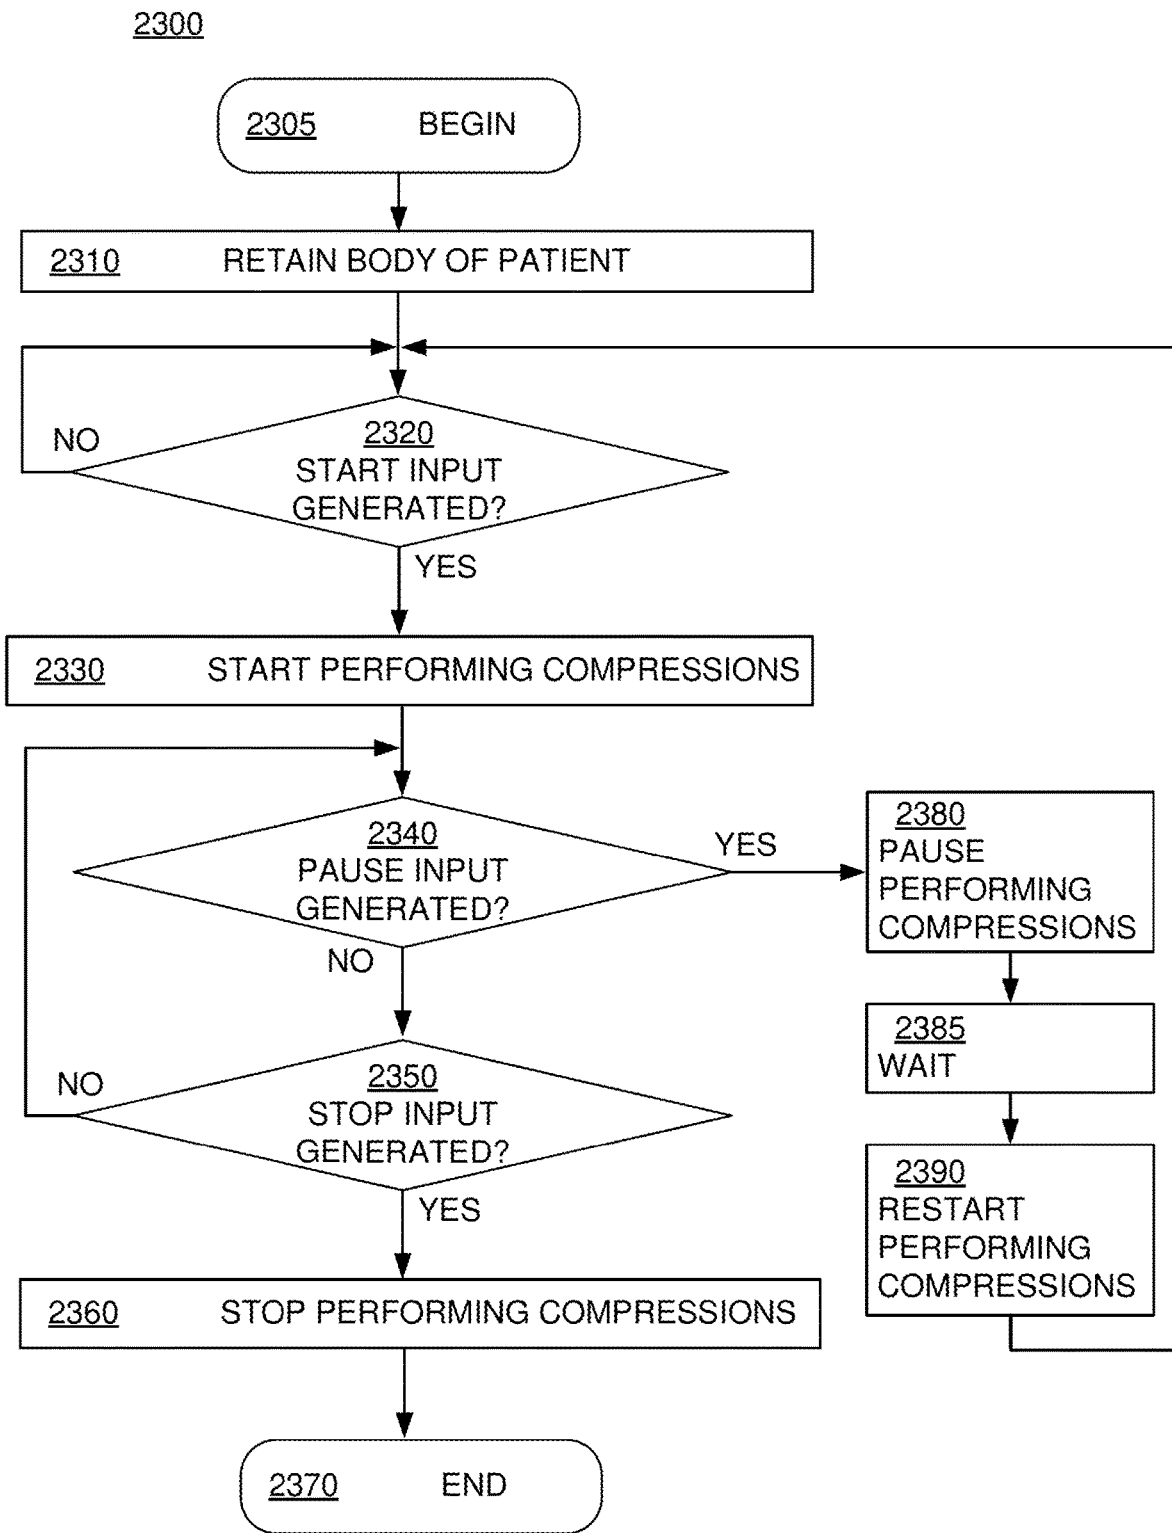 2300
2305 BEGIN
2310 RETAIN BODY OF PATIENT
NO
2320
START INPUT
GENERATED?
YES
2330 START PERFORMING COMPRESSIONS
2340
PAUSE INPUT
GENERATED?
YES
NO
2380
PAUSE
PERFORMING
COMPRESSIONS
2385
WAIT
2390
RESTART
PERFORMING
COMPRESSIONS
NO
2350
STOP INPUT
GENERATED?
YES
2360 STOP PERFORMING COMPRESSIONS
2370 END